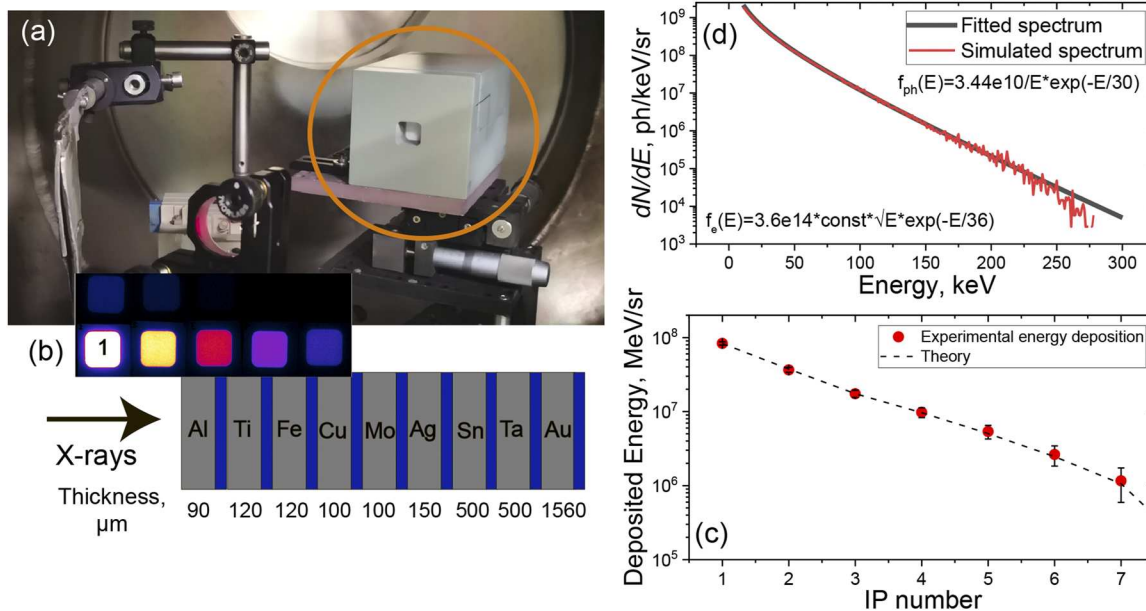 (a)
(b)
1
X-rays
Al Ti Fe Cu Mo Ag Sn Ta Au
Thickness,
μm
90 120 120 100 100 150 500 500 1560
(d)
Fitted spectrum
Simulated spectrum
f_ph(E)=3.44e10/E*exp(-E/30)
f_e(E)=3.6e14*const*√E*exp(-E/36)
dN/dE, ph/keV/sr
10⁹
10⁸
10⁷
10⁶
10⁵
10⁴
10³
0 50 100 150 200 250 300
Energy, keV
(c)
Experimental energy deposition
Theory
Deposited Energy, MeV/sr
10⁸
10⁷
10⁶
10⁵
1 2 3 4 5 6 7
IP number